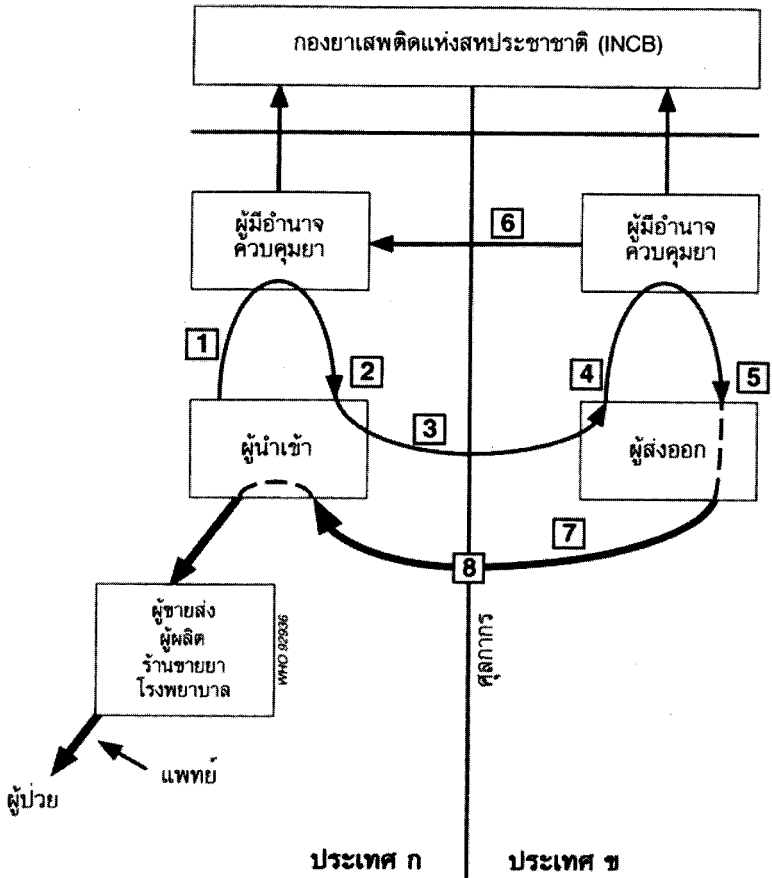 กองยาเสพติดแห่งสหประชาชาติ (INCB)
ผู้มีอำนาจ
ควบคุมยา
6
ผู้มีอำนาจ
ควบคุมยา
1
2
3
4
5
ผู้นำเข้า
ผู้ส่งออก
7
8
ผู้ขายส่ง
ผู้ผลิต
ร้านขายยา
โรงพยาบาล
WHO 92936
ศุลกากร
แพทย์
ผู้ป่วย
ประเทศ ก
ประเทศ ข